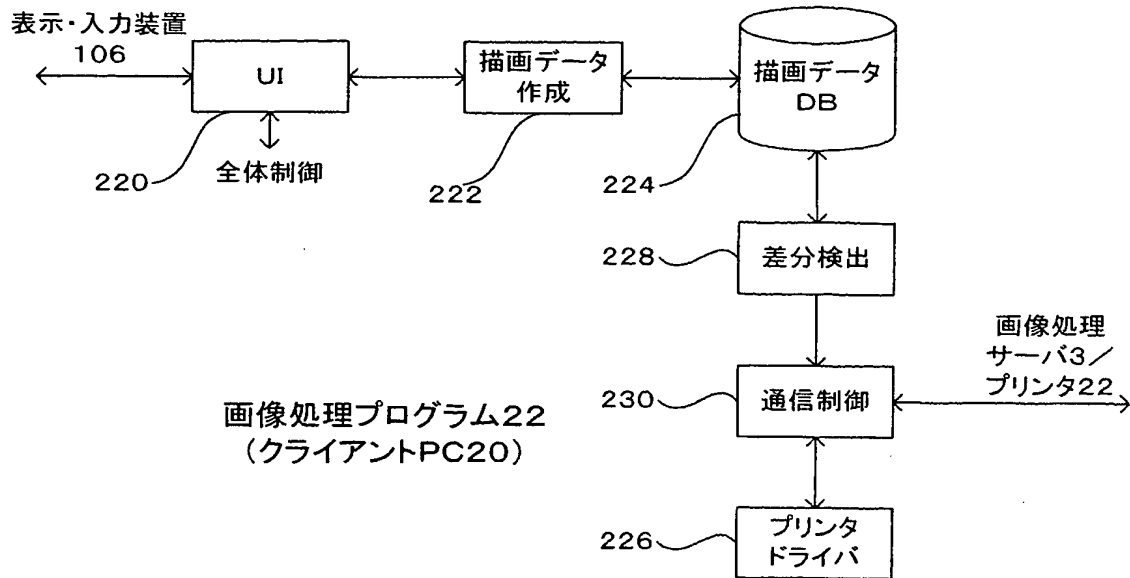 表示・入力装置
106
UI
220
全体制御
描画データ
作成
222
描画データ
DB
224
228
差分検出
画像処理
サーバ3／
プリンタ22
230
通信制御
画像処理プログラム22
(クライアントPC20)
226
プリンタ
ドライバ